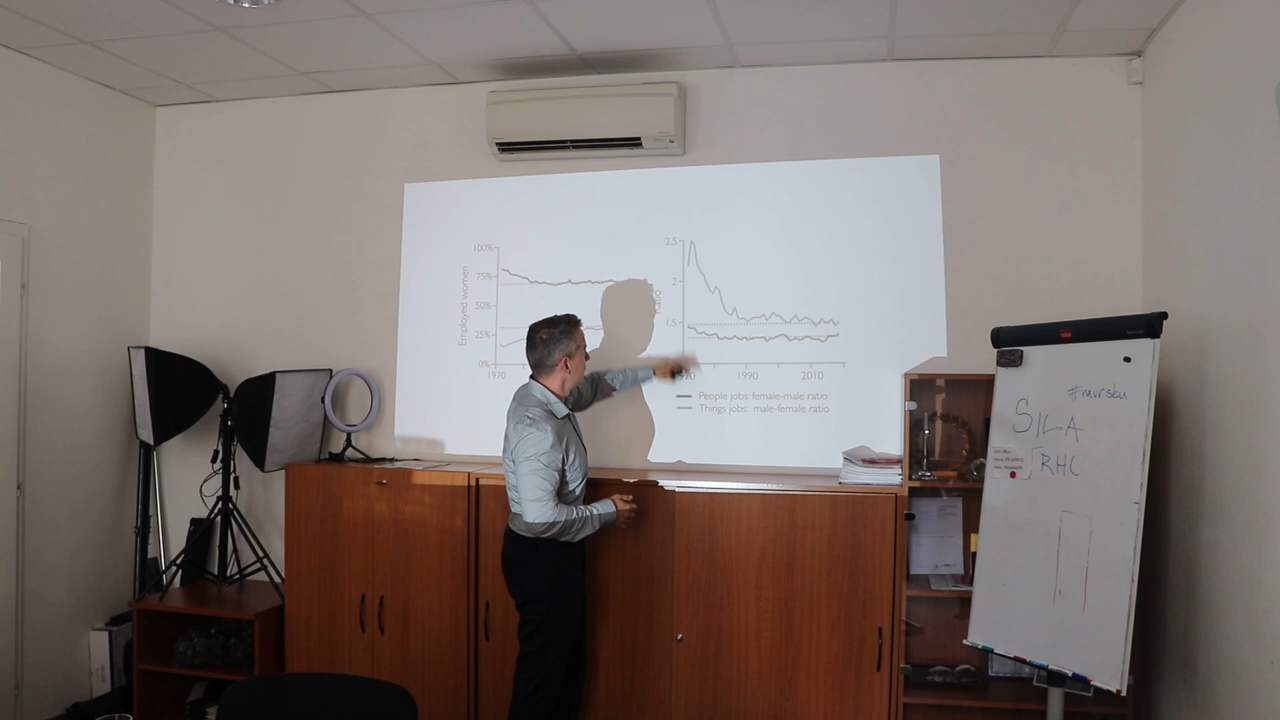 100%
75%
50%
25%
0%
Employed women
1970
2.5
2
1.5
ratio
1990
2010
People jobs: female-male ratio
Things jobs: male-female ratio
#mvrsku
SILA
RHC